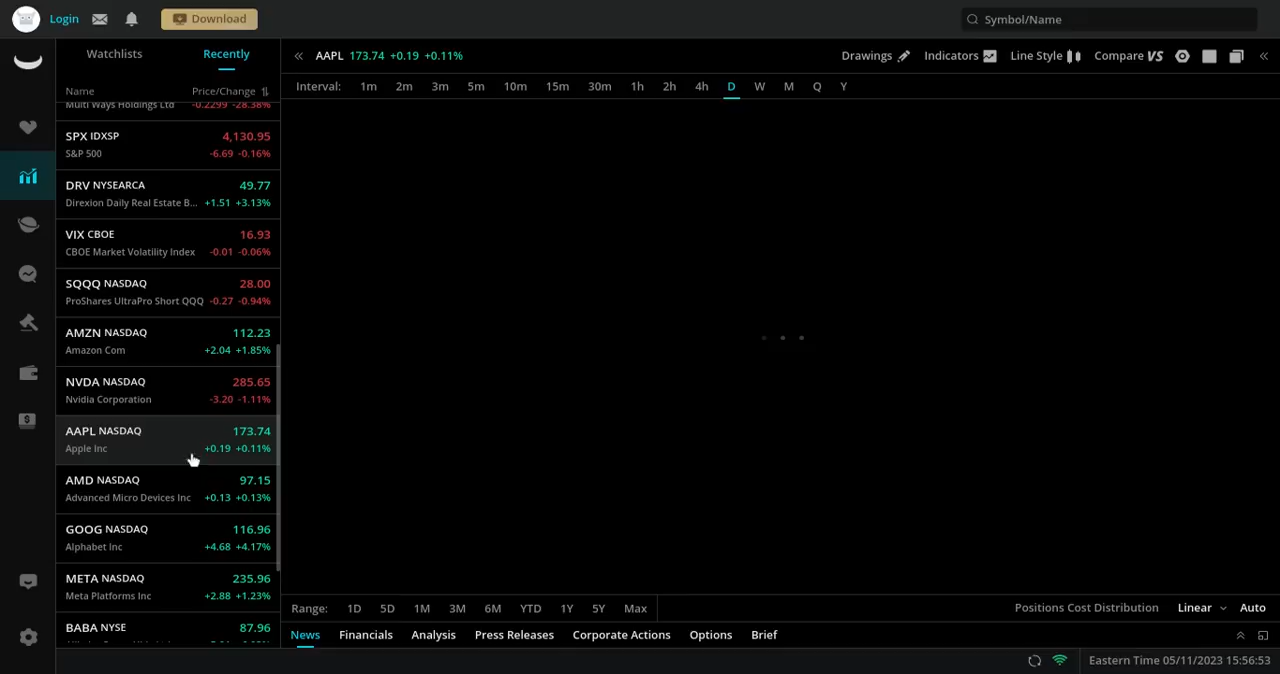 Login
Download
Symbol/Name
Watchlists
Recently
« AAPL 173.74 +0.19 +0.11%
Drawings
Indicators
Line Style
Compare VS
Name
Price/Change
Interval: 1m 2m 3m 5m 10m 15m 30m 1h 2h 4h D W M Q Y
Multi Ways Holdings Ltd -0.2299 -28.38%
SPX IDXSP 4,130.95
S&P 500 -6.69 -0.16%
DRV NYSEARCA 49.77
Direxion Daily Real Estate B... +1.51 +3.13%
VIX CBOE 16.93
CBOE Market Volatility Index -0.01 -0.06%
SQQQ NASDAQ 28.00
ProShares UltraPro Short QQQ -0.27 -0.94%
AMZN NASDAQ 112.23
Amazon Com +2.04 +1.85%
NVDA NASDAQ 285.65
Nvidia Corporation -3.20 -1.11%
AAPL NASDAQ 173.74
Apple Inc +0.19 +0.11%
AMD NASDAQ 97.15
Advanced Micro Devices Inc +0.13 +0.13%
GOOG NASDAQ 116.96
Alphabet Inc +4.68 +4.17%
META NASDAQ 235.96
Meta Platforms Inc +2.88 +1.23%
BABA NYSE 87.96
Range: 1D 5D 1M 3M 6M YTD 1Y 5Y Max
Positions Cost Distribution Linear Auto
News Financials Analysis Press Releases Corporate Actions Options Brief
Eastern Time 05/11/2023 15:56:53